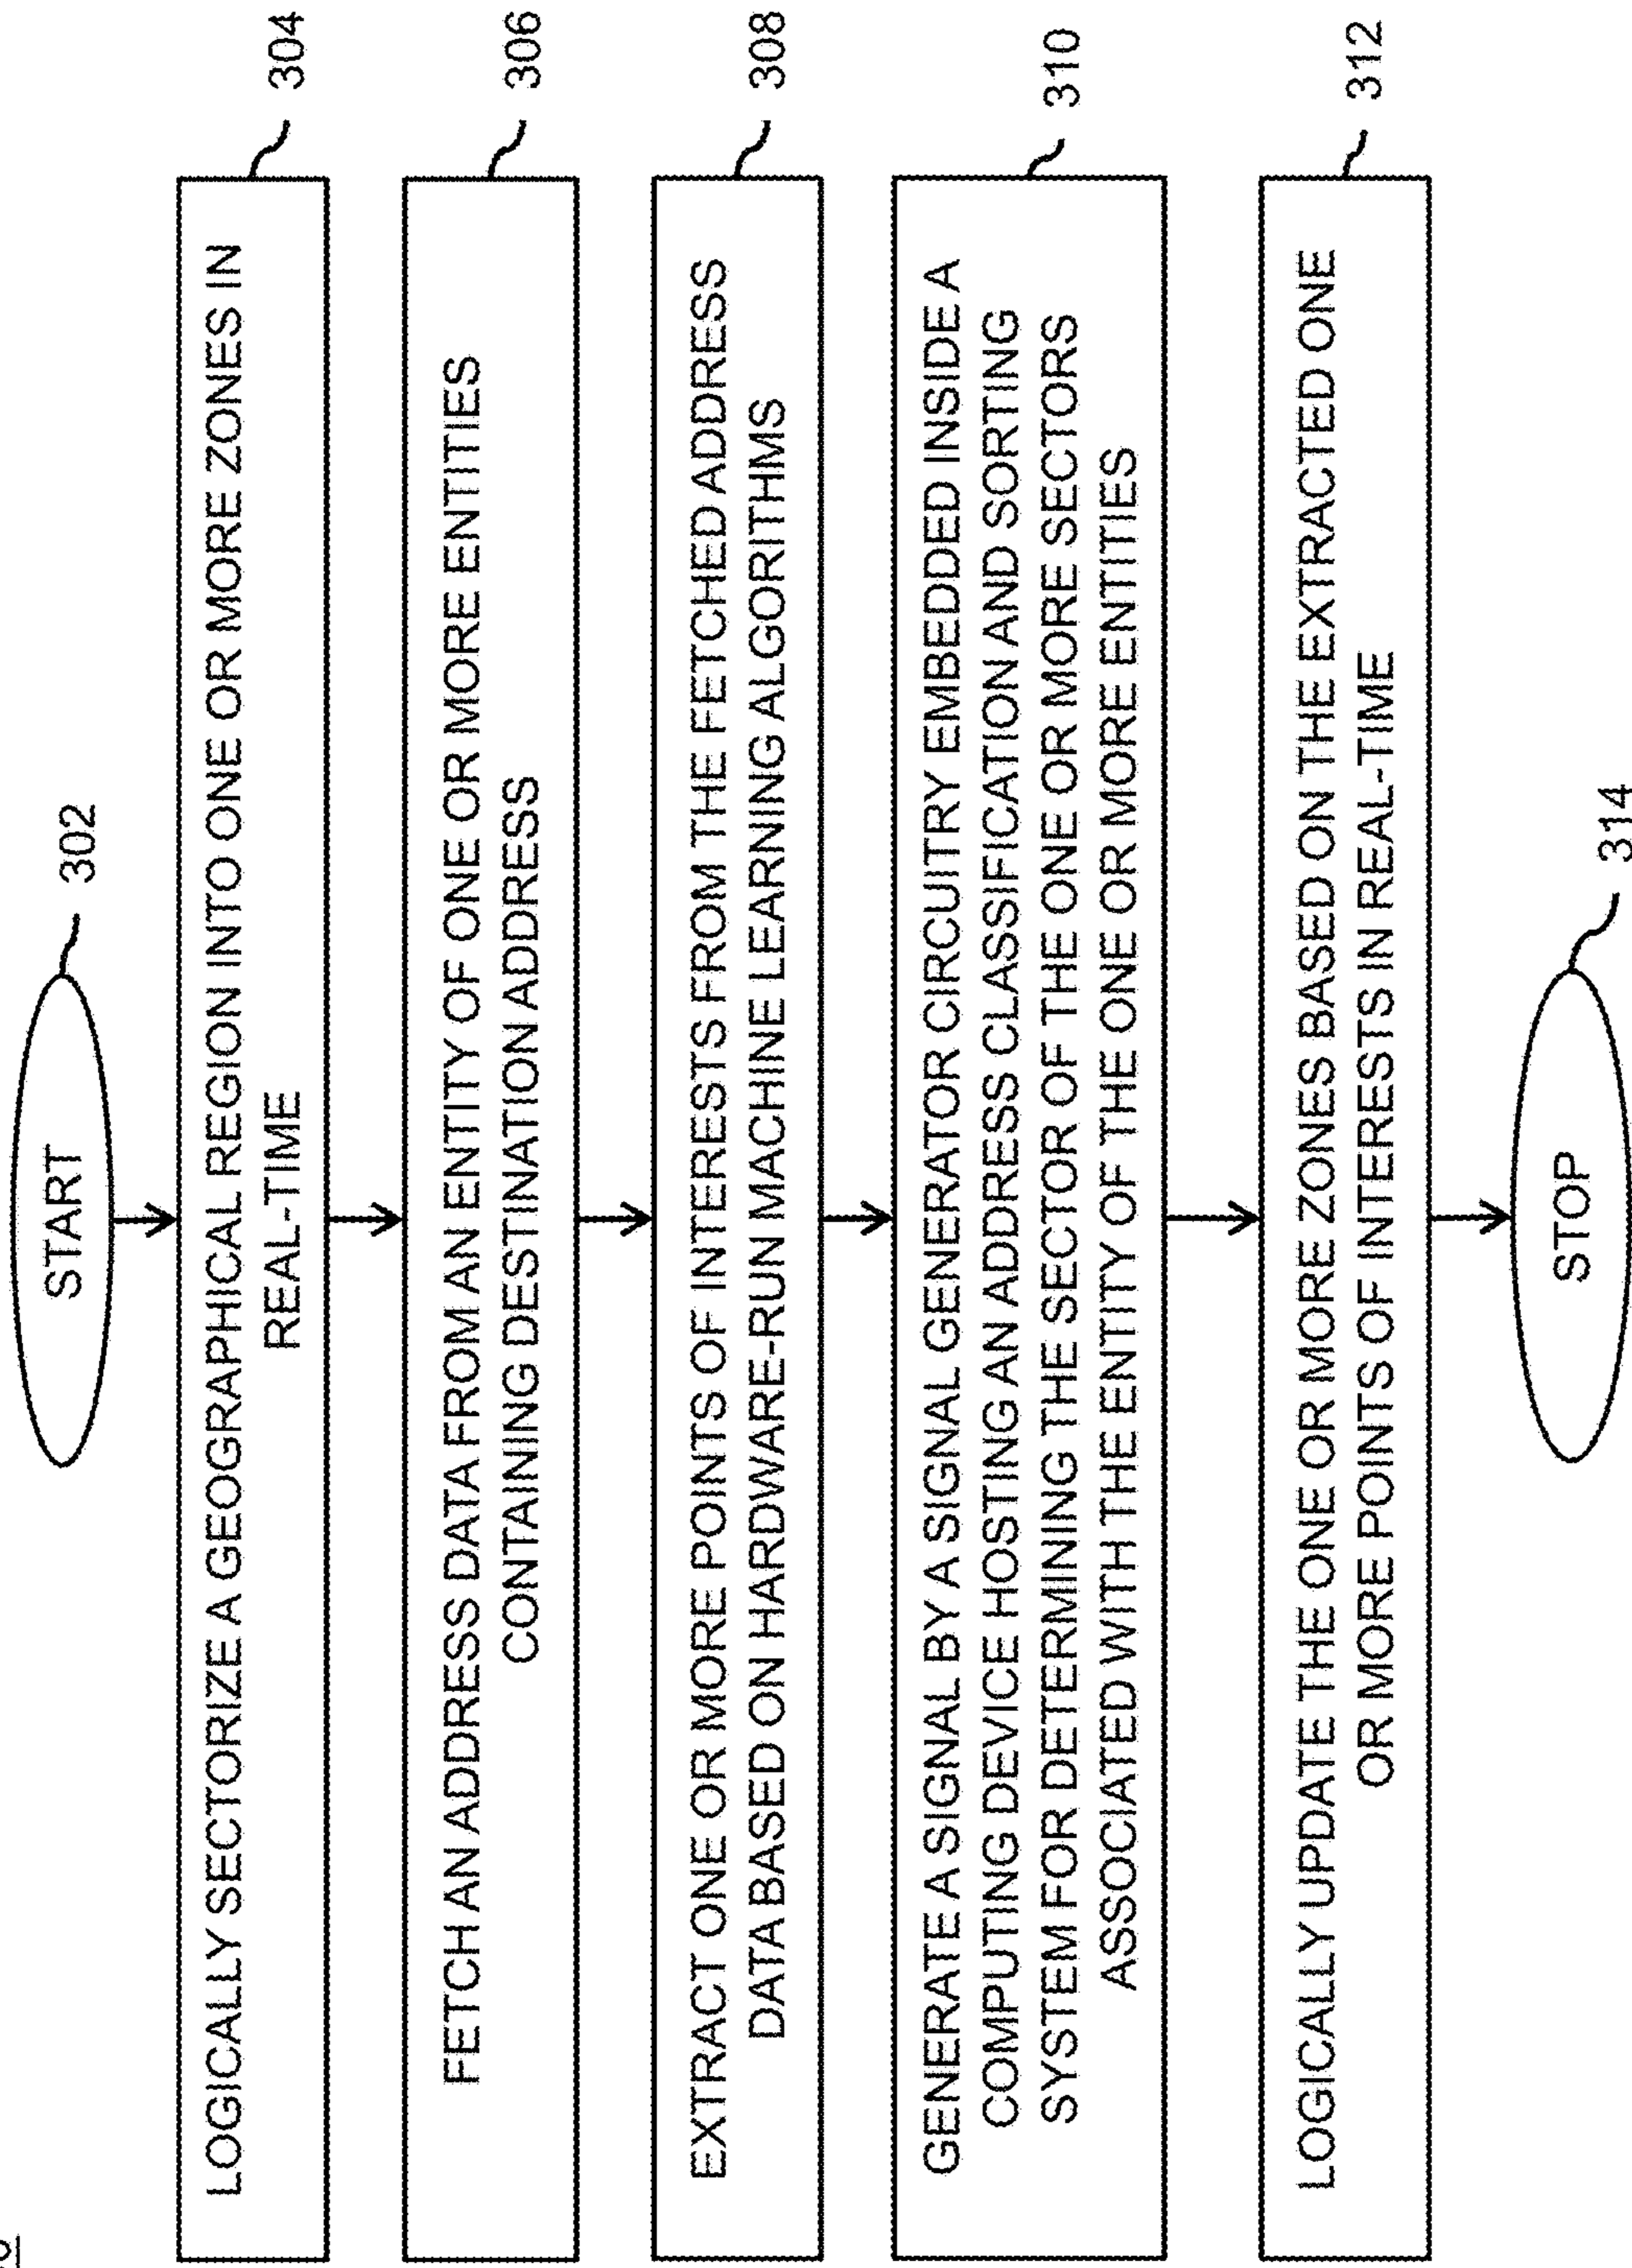 START
302
LOGICALLY SECTORIZE A GEOGRAPHICAL REGION INTO ONE OR MORE ZONES IN
REAL-TIME
304
FETCH AN ADDRESS DATA FROM AN ENTITY OF ONE OR MORE ENTITIES
CONTAINING DESTINATION ADDRESS
306
EXTRACT ONE OR MORE POINTS OF INTERESTS FROM THE FETCHED ADDRESS
DATA BASED ON HARDWARE-RUN MACHINE LEARNING ALGORITHMS
308
GENERATE A SIGNAL BY A SIGNAL GENERATOR CIRCUITRY EMBEDDED INSIDE A
COMPUTING DEVICE HOSTING AN ADDRESS CLASSIFICATION AND SORTING
SYSTEM FOR DETERMINING THE SECTOR OF THE ONE OR MORE SECTORS
ASSOCIATED WITH THE ENTITY OF THE ONE OR MORE ENTITIES
310
LOGICALLY UPDATE THE ONE OR MORE ZONES BASED ON THE EXTRACTED ONE
OR MORE POINTS OF INTERESTS IN REAL-TIME
312
STOP
314